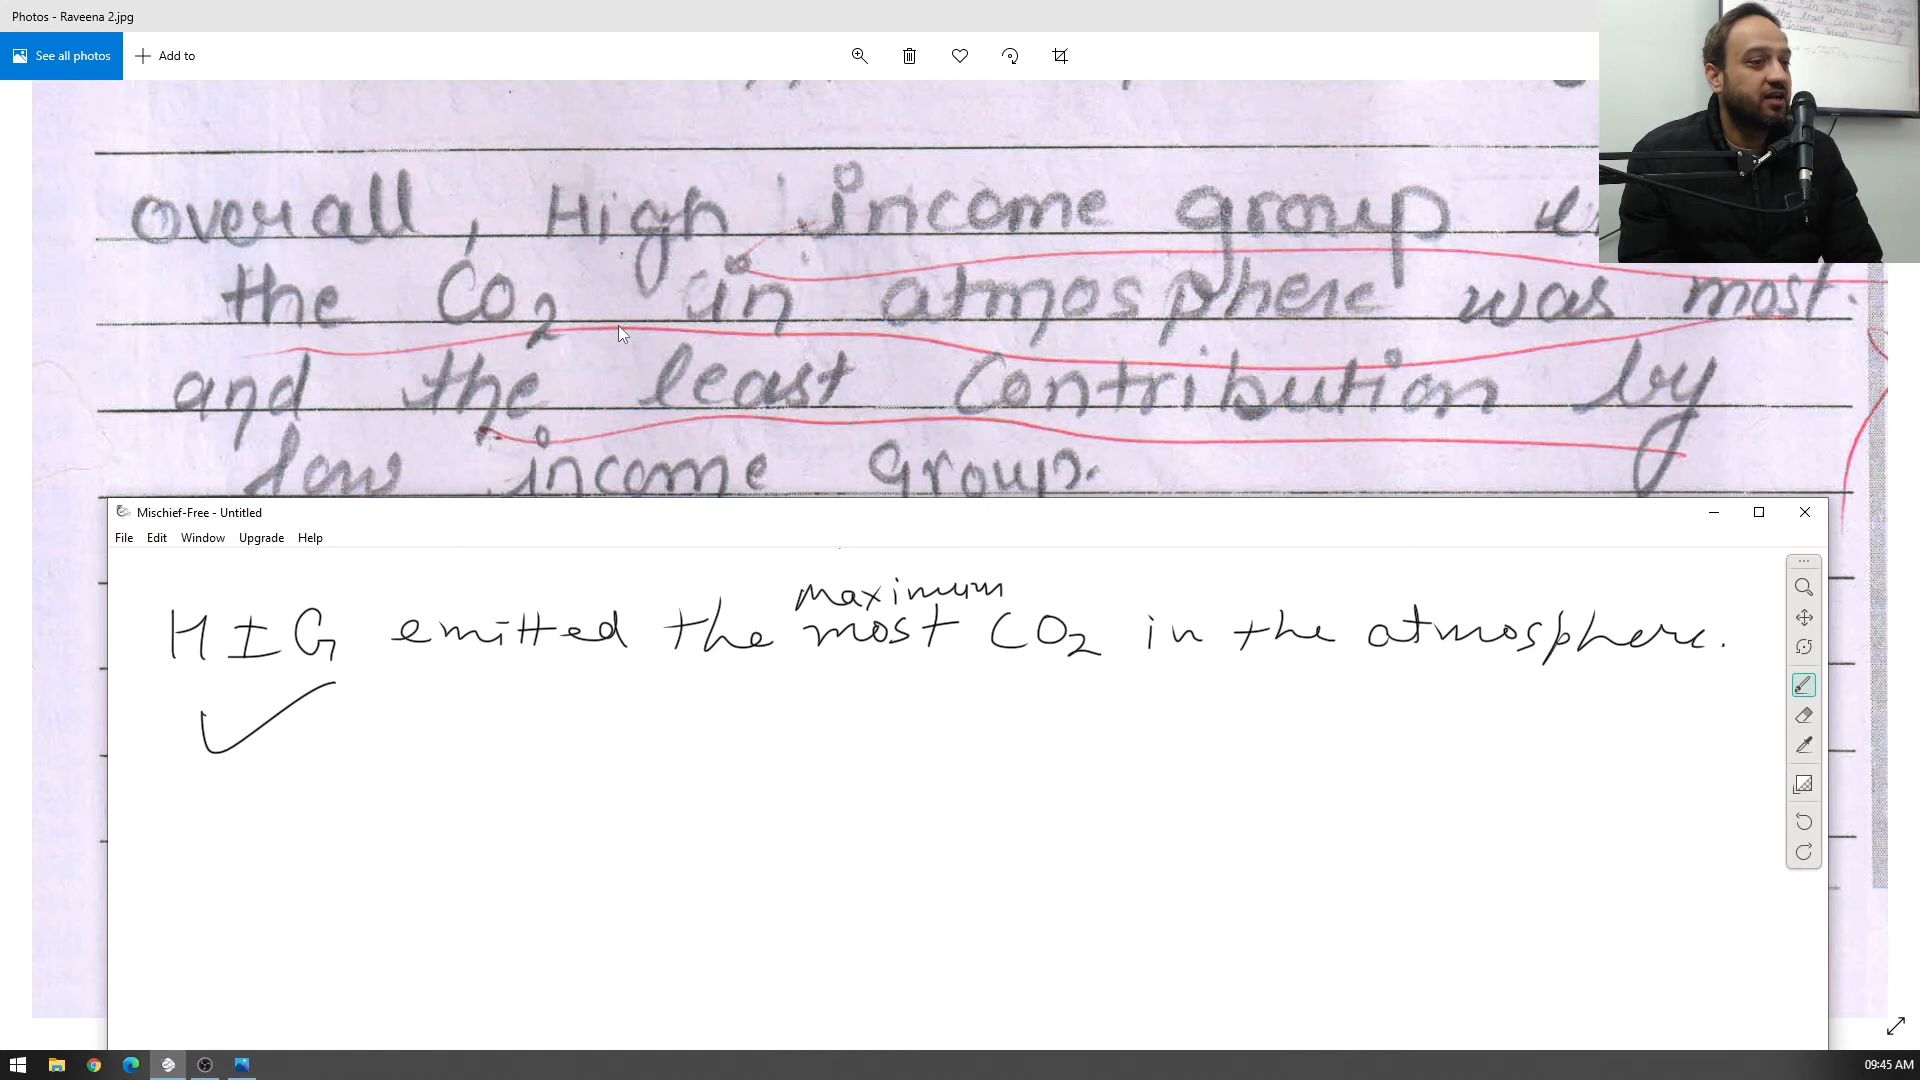 Photos - Raveena 2.jpg
See all photos
Add to
Overall, High income group
the CO2 in atmosphere was most.
and the least contribution by
low income group.
Mischief-Free - Untitled
File Edit Window Upgrade Help
maximum
HIG emitted the most CO2 in the atmosphere.
09:45 AM